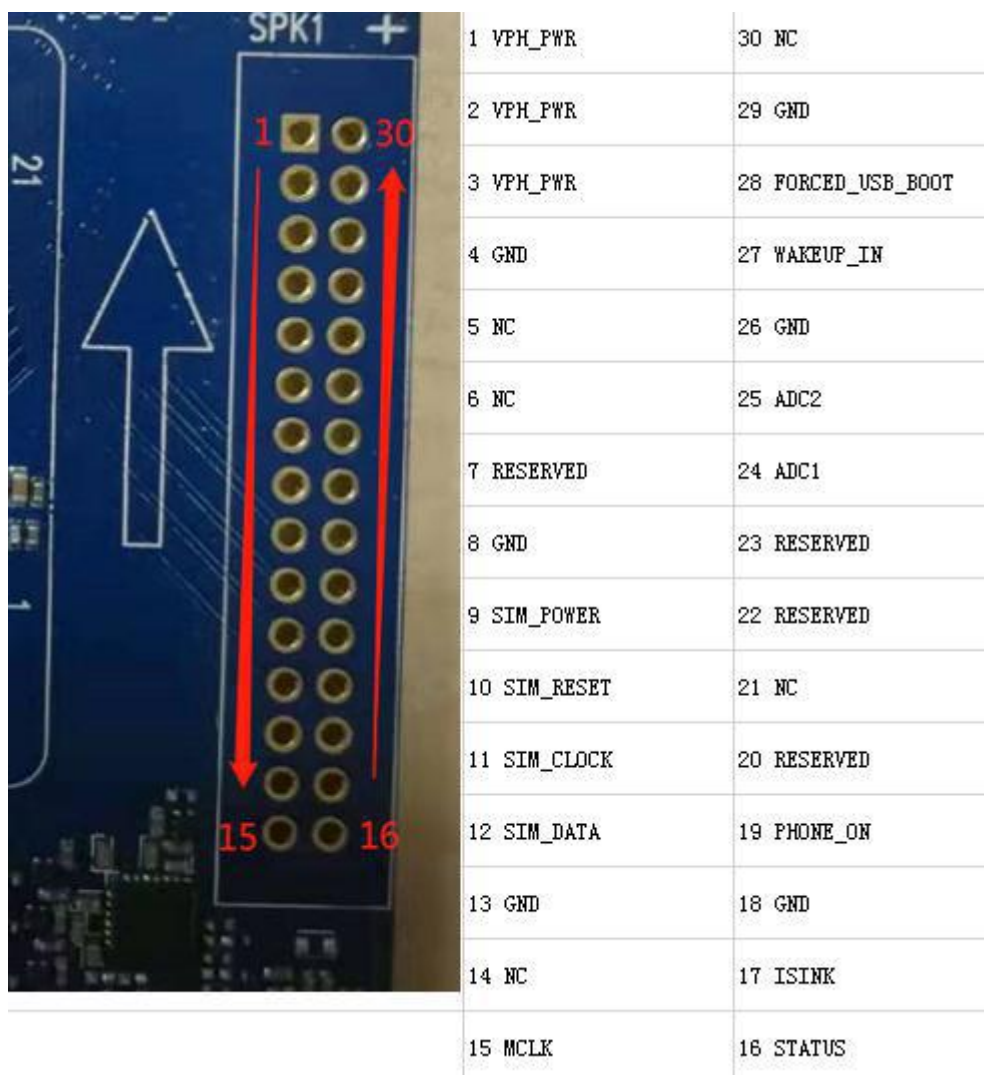 SPK1 +
1 30
21
1
15 16
1 VPH_PWR 30 NC
2 VPH_PWR 29 GND
3 VPH_PWR 28 FORCED_USB_BOOT
4 GND 27 WAKEUP_IN
5 NC 26 GND
6 NC 25 ADC2
7 RESERVED 24 ADC1
8 GND 23 RESERVED
9 SIM_POWER 22 RESERVED
10 SIM_RESET 21 NC
11 SIM_CLOCK 20 RESERVED
12 SIM_DATA 19 PHONE_ON
13 GND 18 GND
14 NC 17 ISINK
15 MCLK 16 STATUS